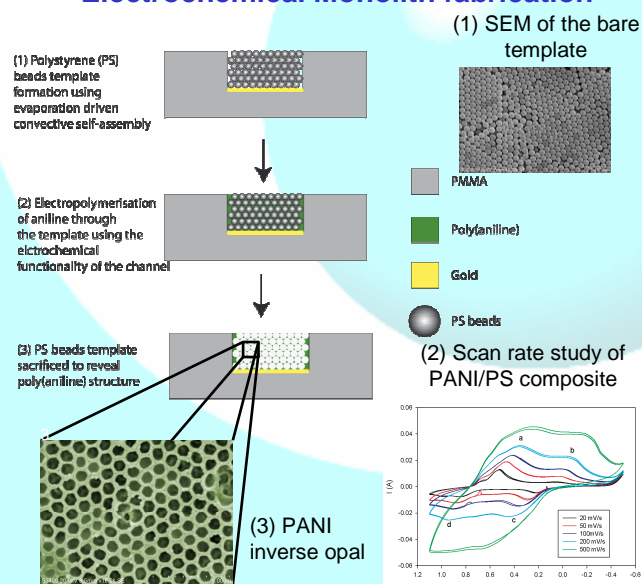 Electrochemical Monolith fabrication
(1) SEM of the bare
template
(1) Polystyrene (PS)
beads template
formation using
evaporation driven
convective self-assembly
PMMA
(2) Electropolymerisation
of aniline through
the template using the
elctrochemical
functionality of the channel
Poly(aniline)
Gold
PS beads
(3) PS beads template
sacrificed to reveal
poly(aniline) structure
(2) Scan rate study of
PANI/PS composite
(3) PANI
inverse opal
0.06
0.04
0.02
0.00
-0.02
-0.04
-0.06
I (A)
a
b
c
d
20 mV/s
50 mV/s
100mV/s
200 mV/s
500 mV/s
1.2 1.0 0.8 0.6 0.4 0.2 0.0 -0.2 -0.4 -0.6